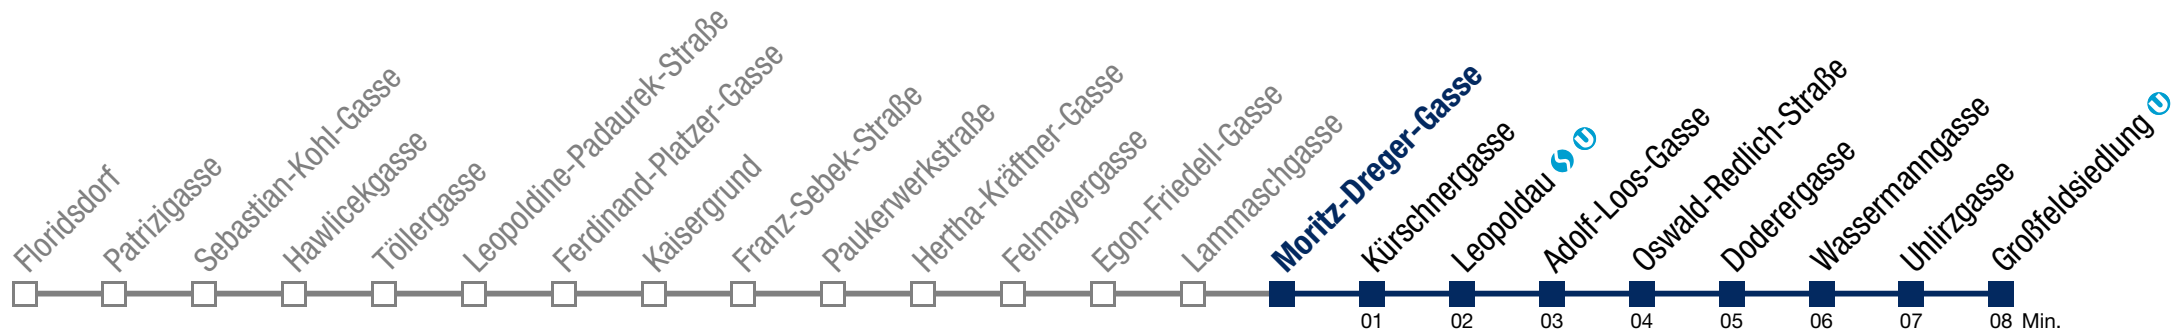 Floridsdorf
Patrizigasse
Sebastian-Kohl-Gasse
Hawlicekgasse
Töllergasse
Leopoldine-Padaurek-Straße
Ferdinand-Platzer-Gasse
Kaisergrund
Franz-Sebek-Straße
Paukerwerkstraße
Hertha-Kräftner-Gasse
Felmayergasse
Egon-Friedell-Gasse
Lammaschgasse
Moritz-Dreger-Gasse
Kürschnergasse
Leopoldau S U
Adolf-Loos-Gasse
Oswald-Redlich-Straße
Doderergasse
Wassermanngasse
Uhlirzgasse
Großfeldsiedlung U
01 02 03 04 05 06 07 08 Min.